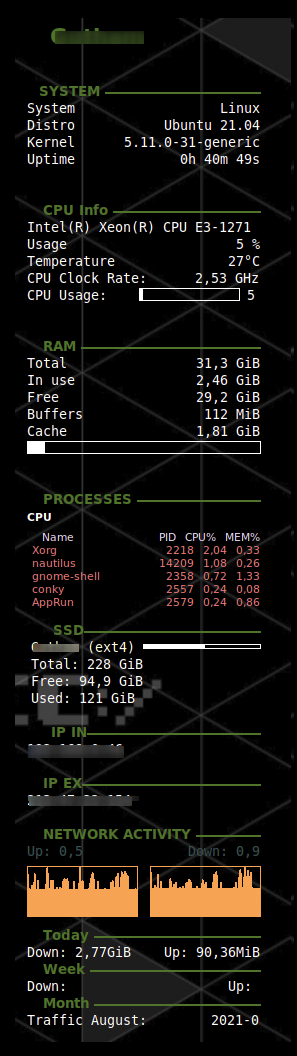 SYSTEM
System Linux
Distro Ubuntu 21.04
Kernel 5.11.0-31-generic
Uptime 0h 40m 49s
CPU Info
Intel(R) Xeon(R) CPU E3-1271
Usage 5 %
Temperature 27°C
CPU Clock Rate: 2,53 GHz
CPU Usage: 5
RAM
Total 31,3 GiB
In use 2,46 GiB
Free 29,2 GiB
Buffers 112 MiB
Cache 1,81 GiB
PROCESSES
CPU
Name PID CPU% MEM%
Xorg 2218 2,04 0,33
nautilus 14209 1,08 0,26
gnome-shell 2358 0,72 1,33
conky 2557 0,24 0,08
AppRun 2579 0,24 0,86
SSD
(ext4)
Total: 228 GiB
Free: 94,9 GiB
Used: 121 GiB
IP IN
IP EX
NETWORK ACTIVITY
Up: 0,5 Down: 0,9
Today
Down: 2,77GiB Up: 90,36MiB
Week
Down: Up:
Month
Traffic August: 2021-0